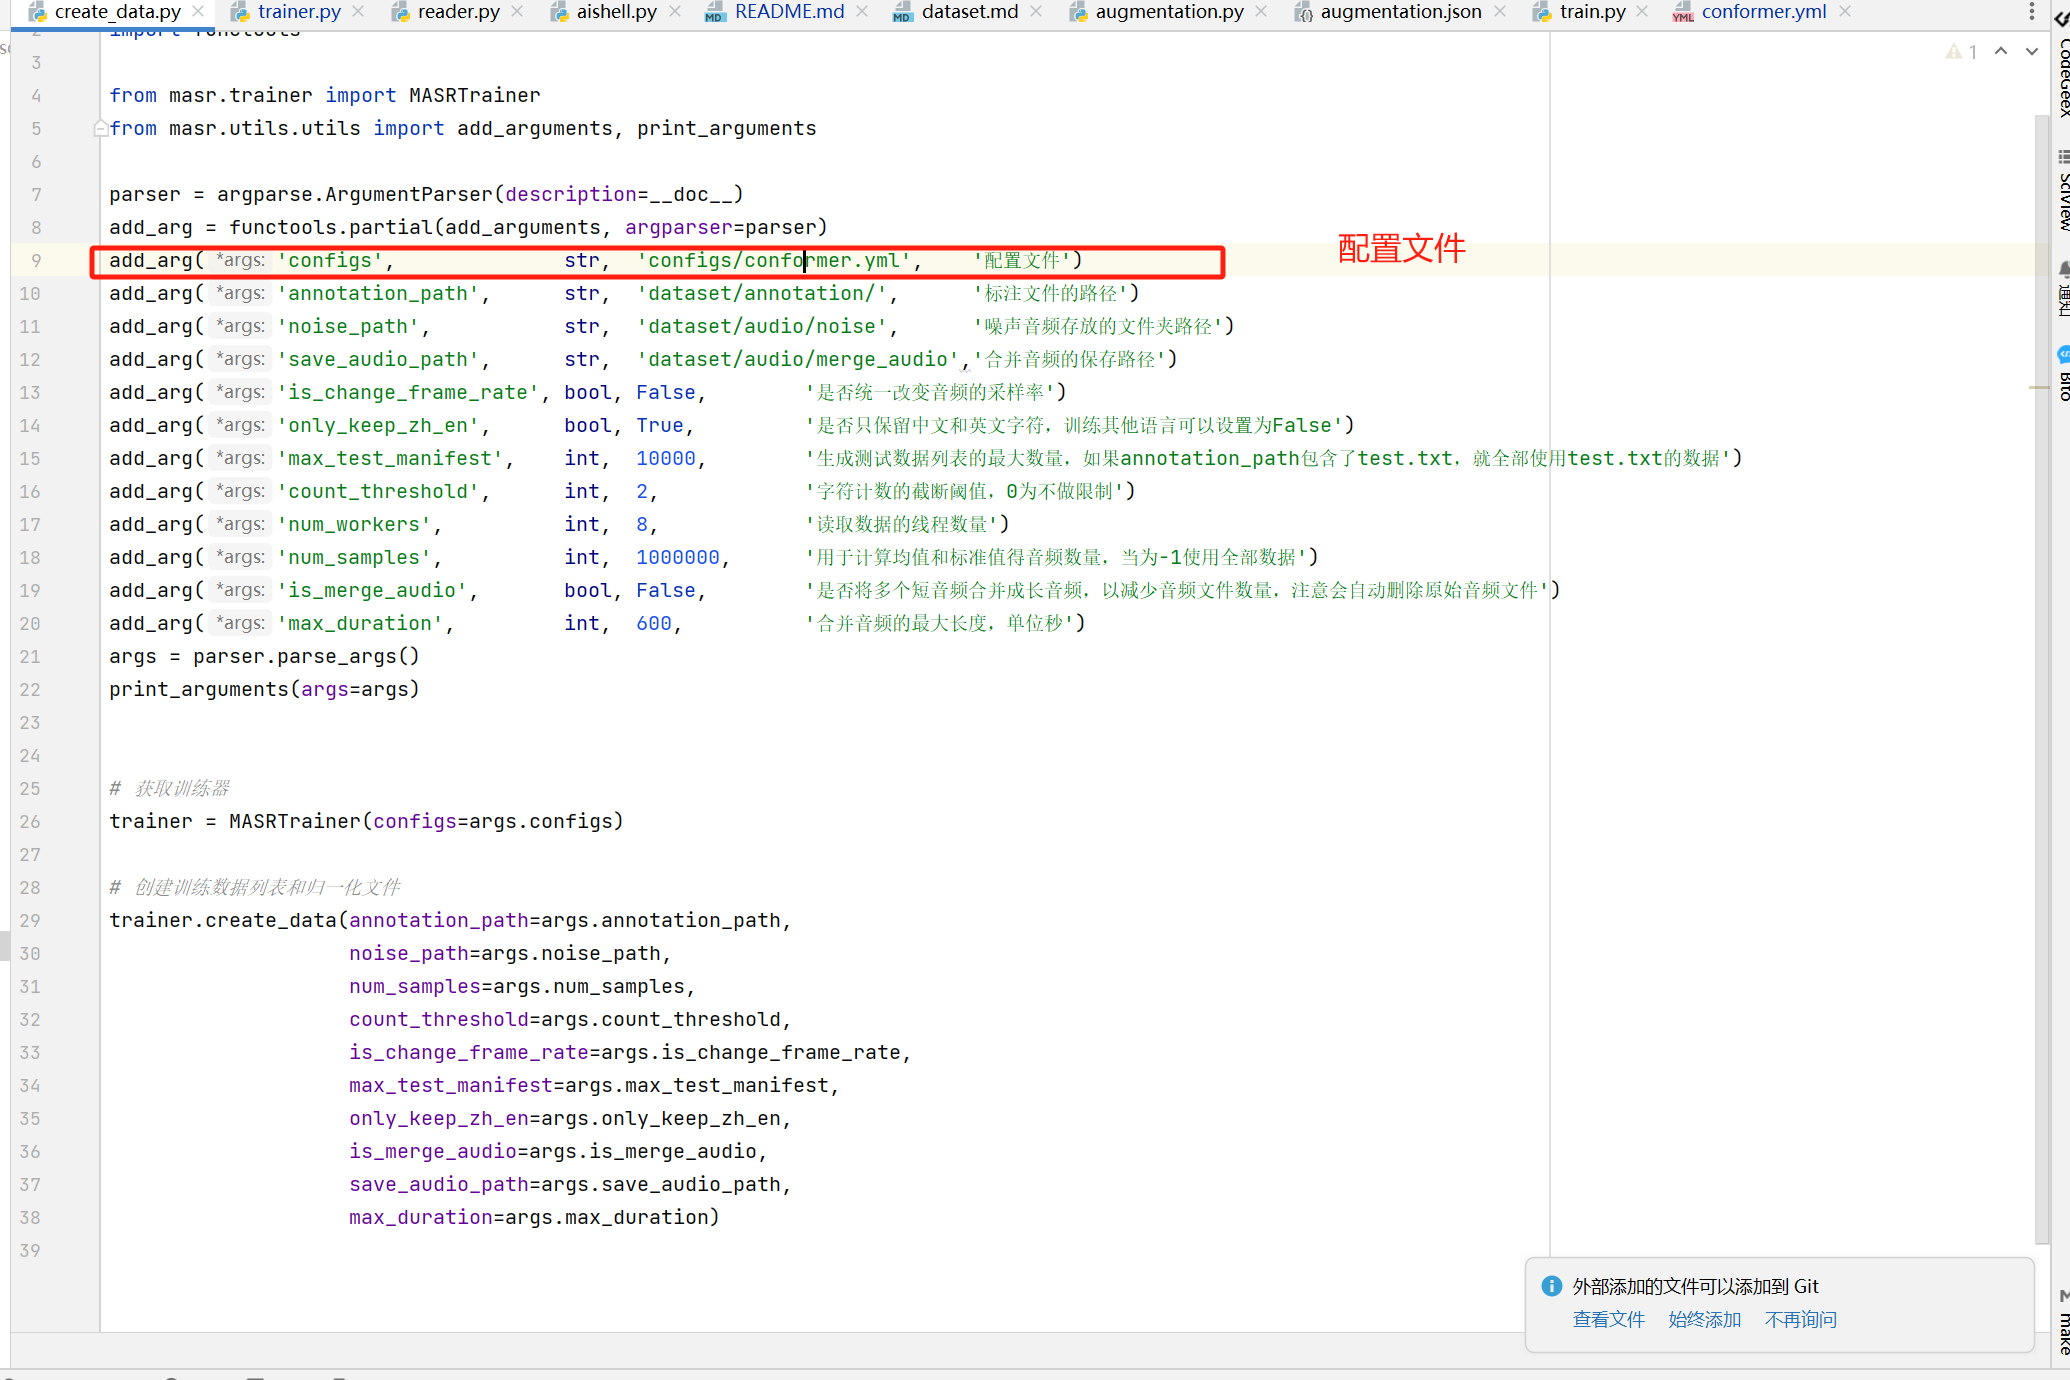 create_data.py trainer.py reader.py aishell.py README.md dataset.md augmentation.py augmentation.json train.py conformer.yml
2 import functools
3
4 from masr.trainer import MASRTrainer
5 from masr.utils.utils import add_arguments, print_arguments
6
7 parser = argparse.ArgumentParser(description=__doc__)
8 add_arg = functools.partial(add_arguments, argparser=parser)
9 add_arg( *args: 'configs', str, 'configs/conformer.yml', '配置文件')
配置文件
10 add_arg( *args: 'annotation_path', str, 'dataset/annotation/', '标注文件的路径')
11 add_arg( *args: 'noise_path', str, 'dataset/audio/noise', '噪声音频存放的文件夹路径')
12 add_arg( *args: 'save_audio_path', str, 'dataset/audio/merge_audio','合并音频的保存路径')
13 add_arg( *args: 'is_change_frame_rate', bool, False, '是否统一改变音频的采样率')
14 add_arg( *args: 'only_keep_zh_en', bool, True, '是否只保留中文和英文字符，训练其他语言可以设置为False')
15 add_arg( *args: 'max_test_manifest', int, 10000, '生成测试数据列表的最大数量，如果annotation_path包含了test.txt，就全部使用test.txt的数据')
16 add_arg( *args: 'count_threshold', int, 2, '字符计数的截断阈值，0为不做限制')
17 add_arg( *args: 'num_workers', int, 8, '读取数据的线程数量')
18 add_arg( *args: 'num_samples', int, 1000000, '用于计算均值和标准值得音频数量，当为-1使用全部数据')
19 add_arg( *args: 'is_merge_audio', bool, False, '是否将多个短音频合并成长音频，以减少音频文件数量，注意会自动删除原始音频文件')
20 add_arg( *args: 'max_duration', int, 600, '合并音频的最大长度，单位秒')
21 args = parser.parse_args()
22 print_arguments(args=args)
23
24
25 # 获取训练器
26 trainer = MASRTrainer(configs=args.configs)
27
28 # 创建训练数据列表和归一化文件
29 trainer.create_data(annotation_path=args.annotation_path,
30 noise_path=args.noise_path,
31 num_samples=args.num_samples,
32 count_threshold=args.count_threshold,
33 is_change_frame_rate=args.is_change_frame_rate,
34 max_test_manifest=args.max_test_manifest,
35 only_keep_zh_en=args.only_keep_zh_en,
36 is_merge_audio=args.is_merge_audio,
37 save_audio_path=args.save_audio_path,
38 max_duration=args.max_duration)
39
1
CodeGeeX
SciView
通知
Bito
make
外部添加的文件可以添加到 Git
查看文件 始终添加 不再询问